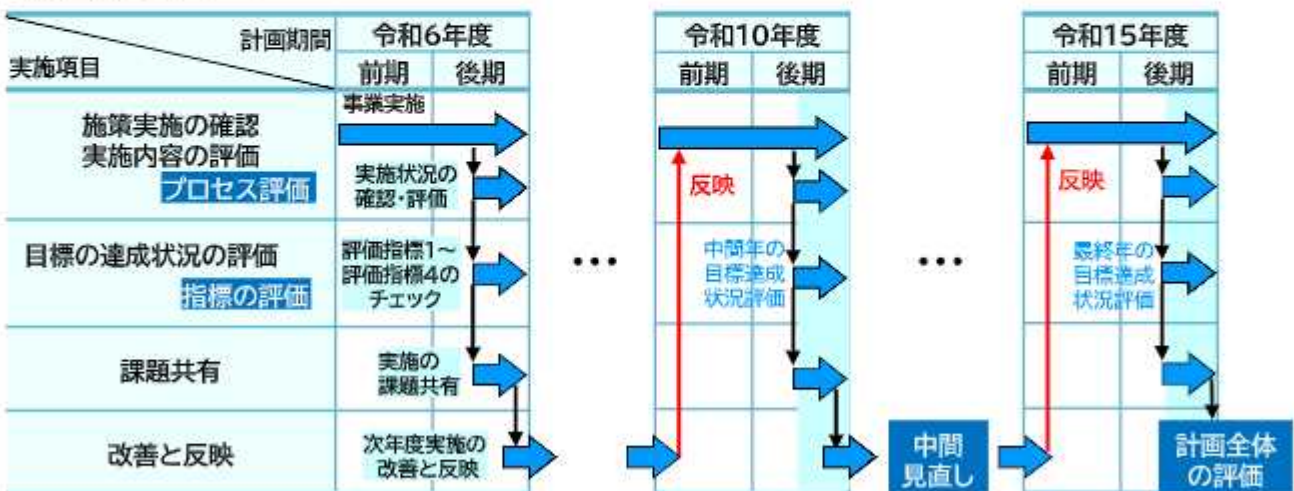 計画期間
実施項目
令和6年度
令和10年度
令和15年度
前期
後期
前期
後期
前期
後期
施策実施の確認
実施内容の評価
プロセス評価
事業実施
実施状況の
確認・評価
反映
反映
目標の達成状況の評価
指標の評価
評価指標1~
評価指標4の
チェック
・・・
中間年の
目標達成
状況評価
・・・
最終年の
目標達成
状況評価
課題共有
実施の
課題共有
改善と反映
次年度実施の
改善と反映
中間
見直し
計画全体
の評価